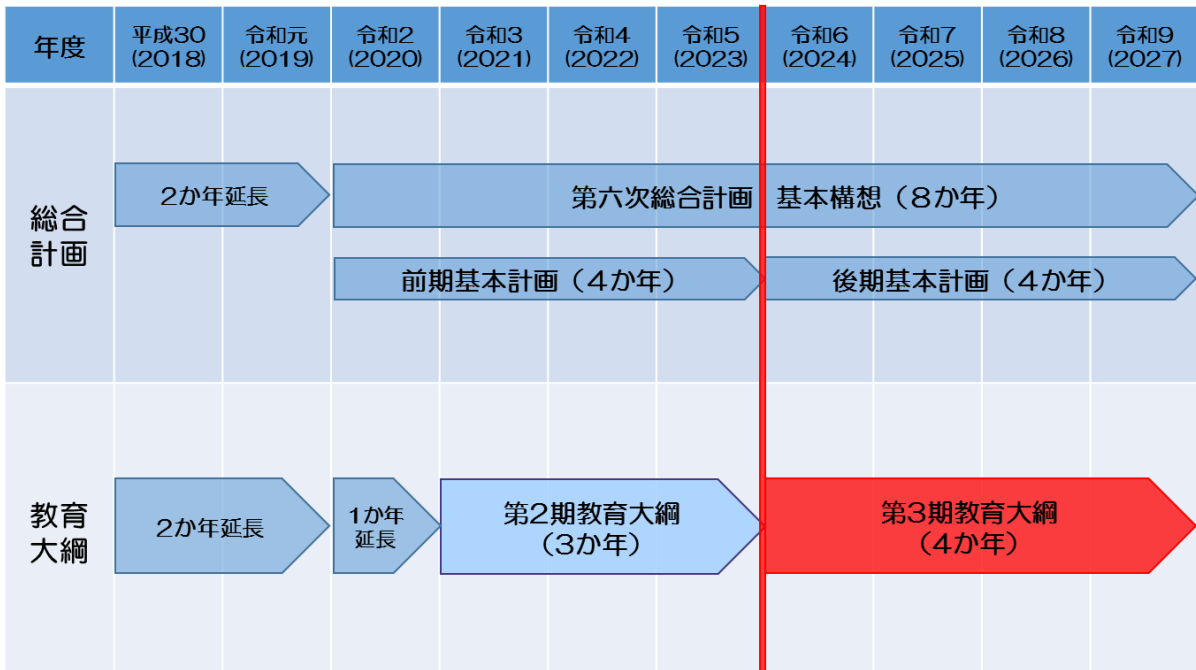 年度
平成30
(2018)
令和元
(2019)
令和2
(2020)
令和3
(2021)
令和4
(2022)
令和5
(2023)
令和6
(2024)
令和7
(2025)
令和8
(2026)
令和9
(2027)
総合
計画
2か年延長
第六次総合計画 基本構想（8か年）
前期基本計画（4か年）
後期基本計画（4か年）
教育
大綱
2か年延長
1か年
延長
第2期教育大綱
（3か年）
第3期教育大綱
（4か年）